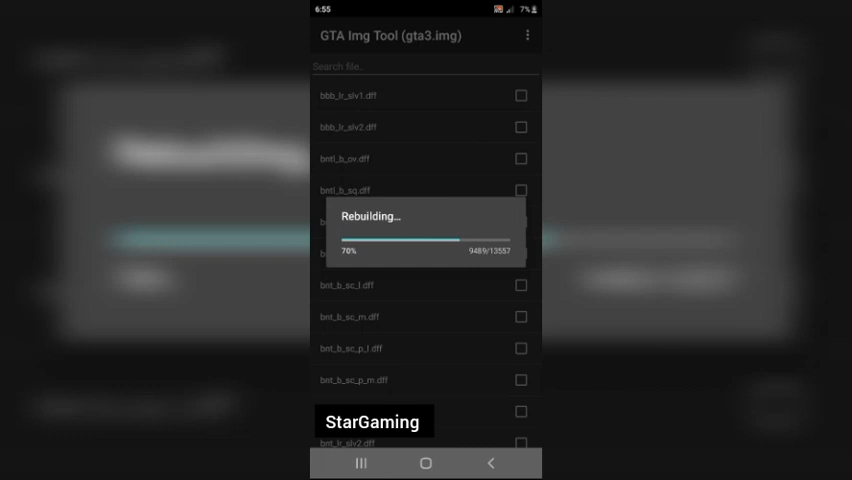 6:55
7%
GTA Img Tool (gta3.img)
Search file..
bbb_lr_slv1.dff
bbb_lr_slv2.dff
bntl_b_ov.dff
bntl_b_sq.dff
Rebuilding...
70%
9489/13557
bnt_b_sc_l.dff
bnt_b_sc_m.dff
bnt_b_sc_p_l.dff
bnt_b_sc_p_m.dff
StarGaming
bnt_lr_slv2.dff